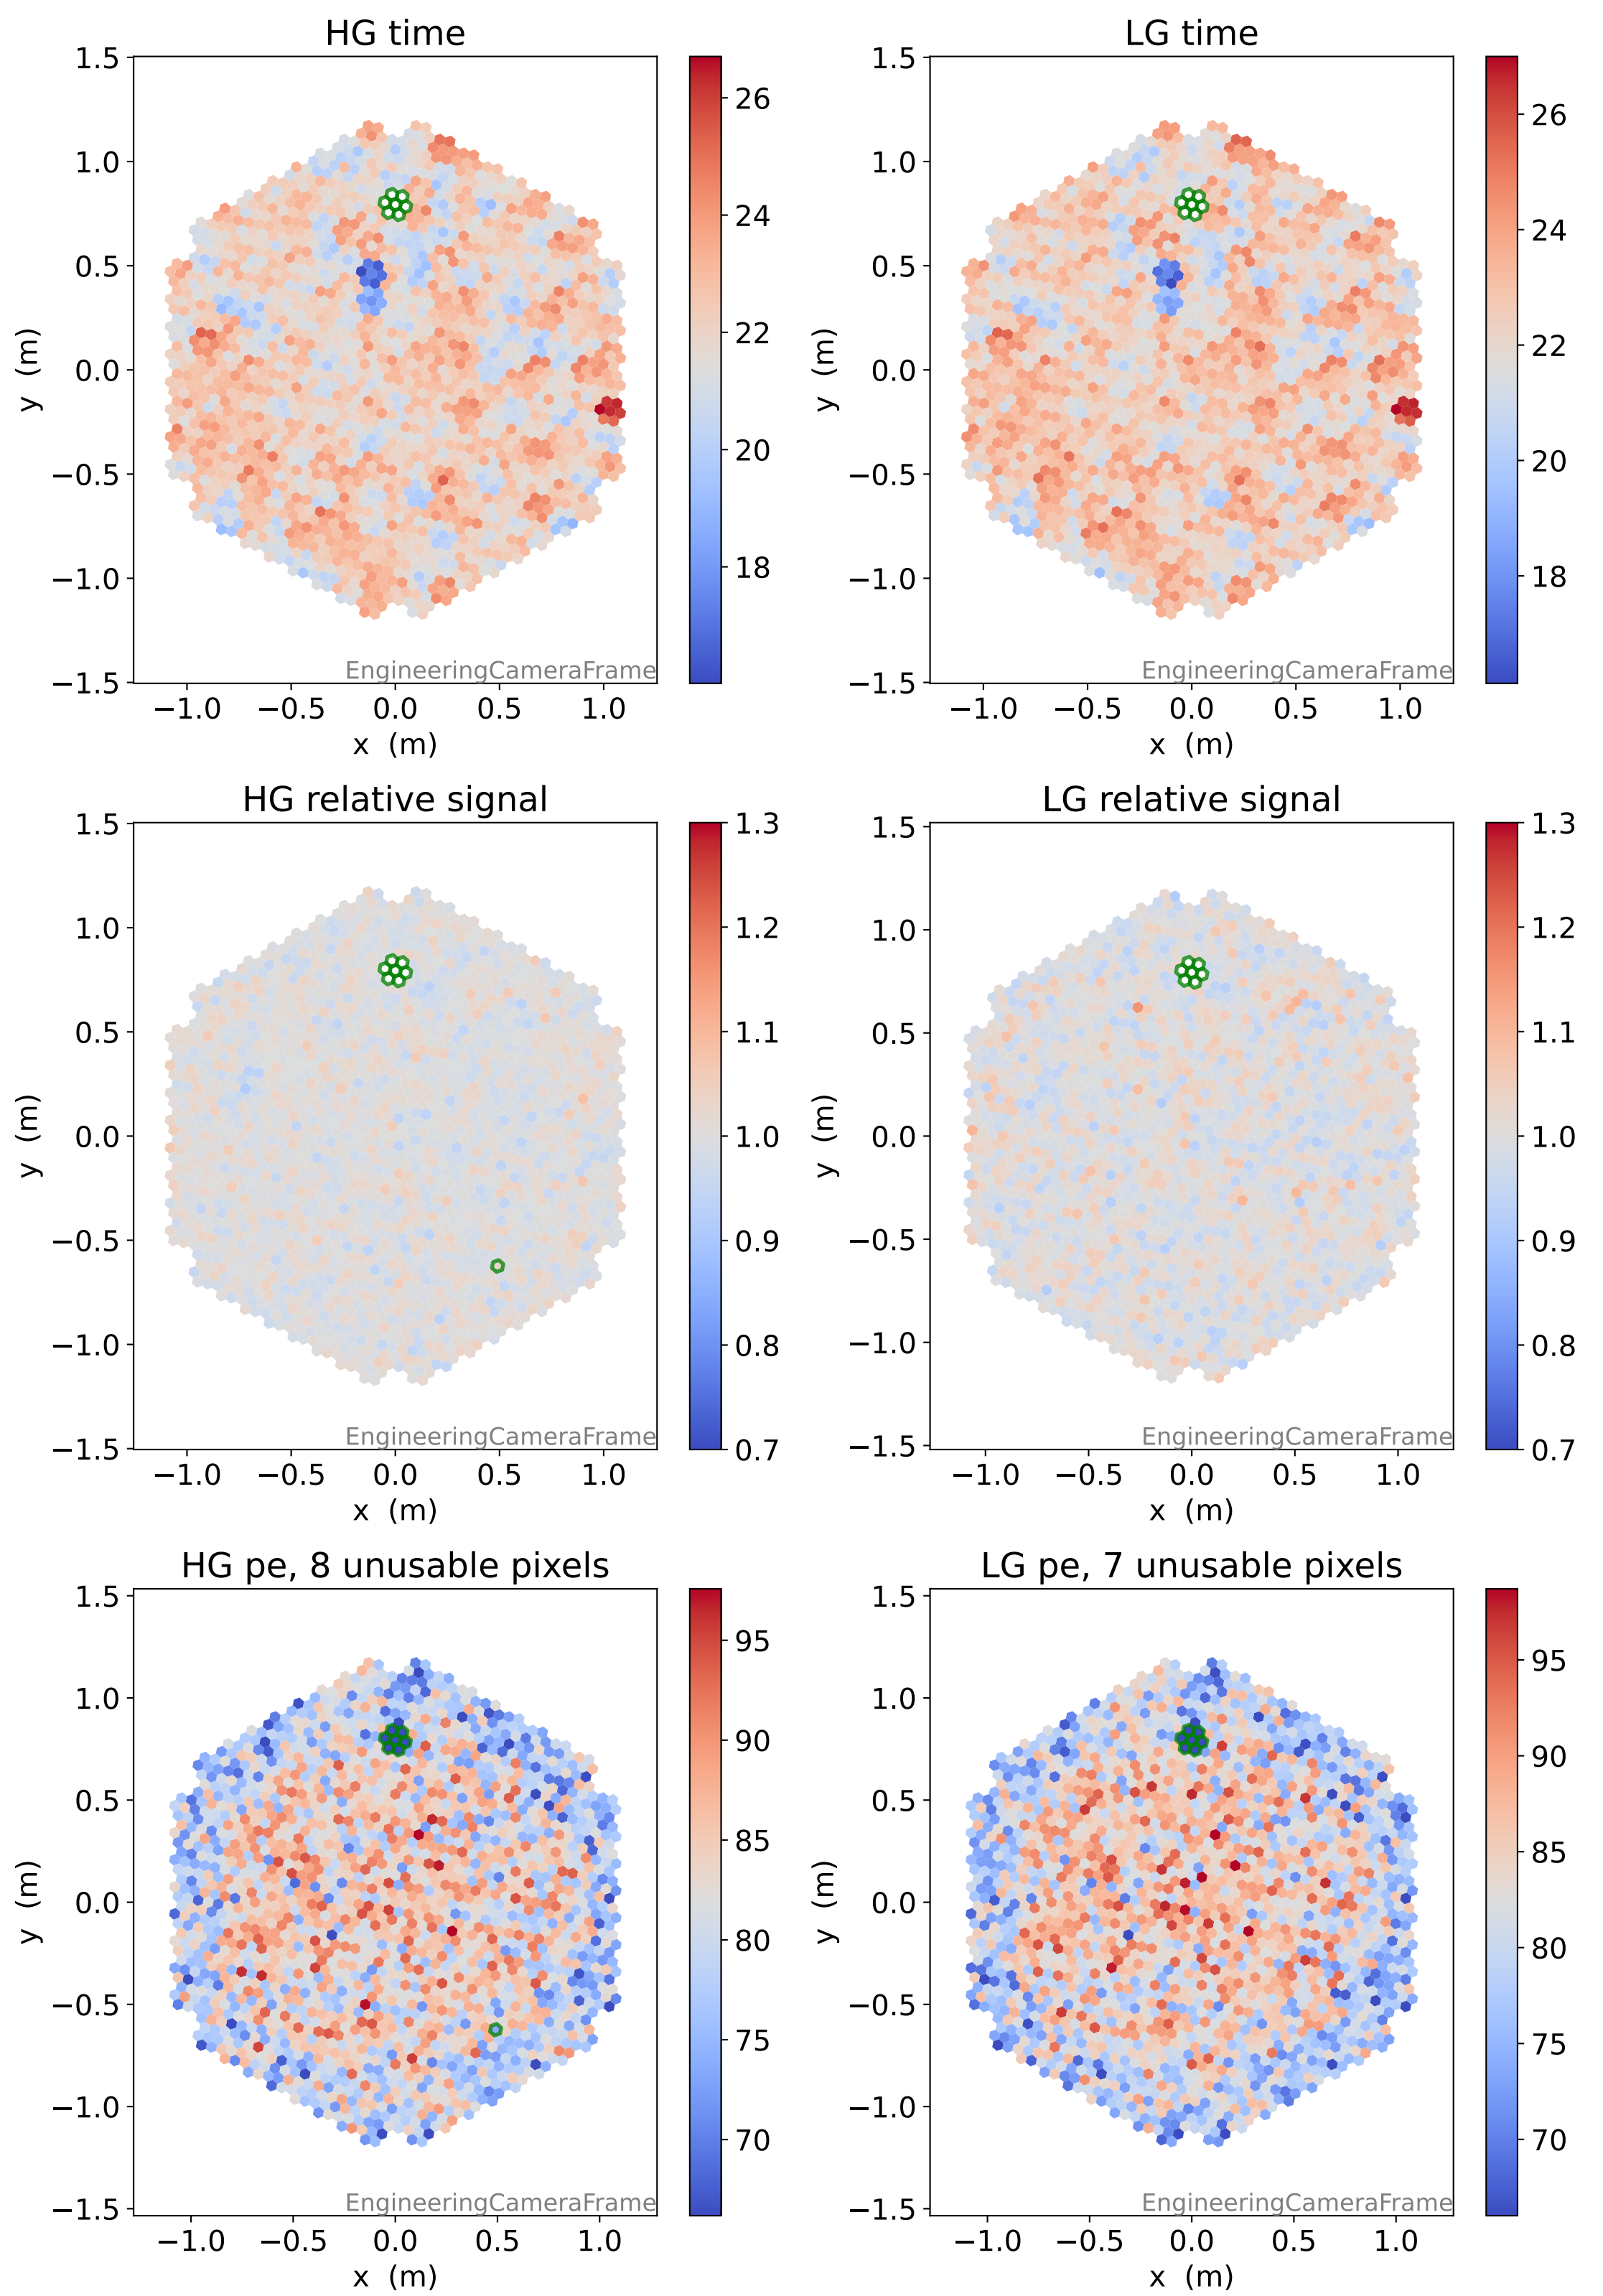 HG time
LG time
1.5
1.0
0.5
0.0
−0.5
−1.0
−1.5
y (m)
−1.0 −0.5 0.0 0.5 1.0
x (m)
EngineeringCameraFrame
26
24
22
20
18
1.5
1.0
0.5
0.0
−0.5
−1.0
−1.5
y (m)
−1.0 −0.5 0.0 0.5 1.0
x (m)
EngineeringCameraFrame
26
24
22
20
18
HG relative signal
LG relative signal
1.5
1.0
0.5
0.0
−0.5
−1.0
−1.5
y (m)
−1.0 −0.5 0.0 0.5 1.0
x (m)
EngineeringCameraFrame
1.3
1.2
1.1
1.0
0.9
0.8
0.7
1.5
1.0
0.5
0.0
−0.5
−1.0
−1.5
y (m)
−1.0 −0.5 0.0 0.5 1.0
x (m)
EngineeringCameraFrame
1.3
1.2
1.1
1.0
0.9
0.8
0.7
HG pe, 8 unusable pixels
LG pe, 7 unusable pixels
1.5
1.0
0.5
0.0
−0.5
−1.0
−1.5
y (m)
−1.0 −0.5 0.0 0.5 1.0
x (m)
EngineeringCameraFrame
95
90
85
80
75
70
1.5
1.0
0.5
0.0
−0.5
−1.0
−1.5
y (m)
−1.0 −0.5 0.0 0.5 1.0
x (m)
EngineeringCameraFrame
95
90
85
80
75
70